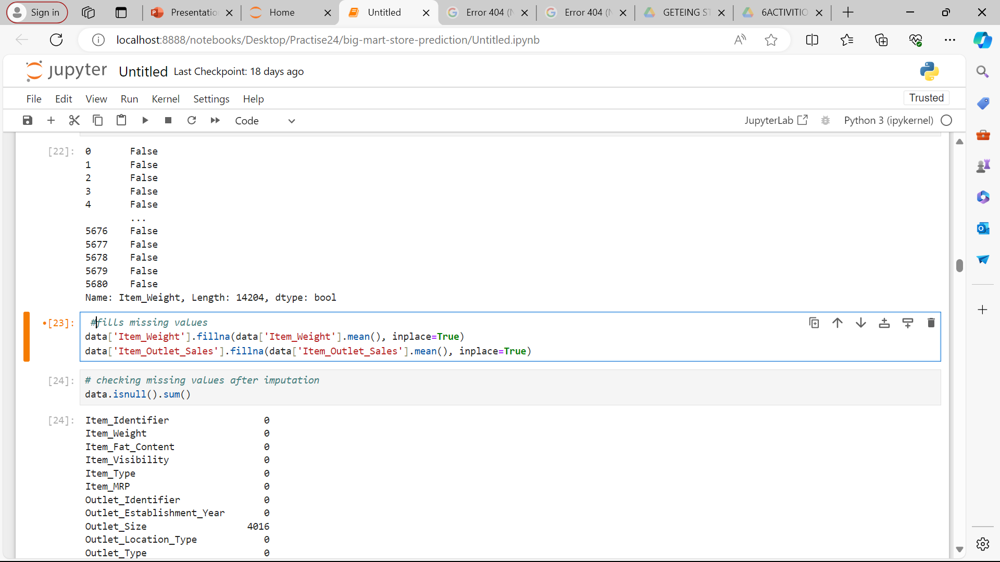 Sign in
Presentatio
Home
Untitled
Error 404 (N
Error 404 (N
GETEING ST
6ACTIVITIO
localhost:8888/notebooks/Desktop/Practise24/big-mart-store-prediction/Untitled.ipynb
jupyter Untitled Last Checkpoint: 18 days ago
File Edit View Run Kernel Settings Help
Trusted
Code
JupyterLab
Python 3 (ipykernel)
[22]: 0 False
1 False
2 False
3 False
4 False
...
5676 False
5677 False
5678 False
5679 False
5680 False
Name: Item_Weight, Length: 14204, dtype: bool
•[23]: #fills missing values
data['Item_Weight'].fillna(data['Item_Weight'].mean(), inplace=True)
data['Item_Outlet_Sales'].fillna(data['Item_Outlet_Sales'].mean(), inplace=True)
[24]: # checking missing values after imputation
data.isnull().sum()
[24]: Item_Identifier 0
Item_Weight 0
Item_Fat_Content 0
Item_Visibility 0
Item_Type 0
Item_MRP 0
Outlet_Identifier 0
Outlet_Establishment_Year 0
Outlet_Size 4016
Outlet_Location_Type 0
Outlet_Type 0